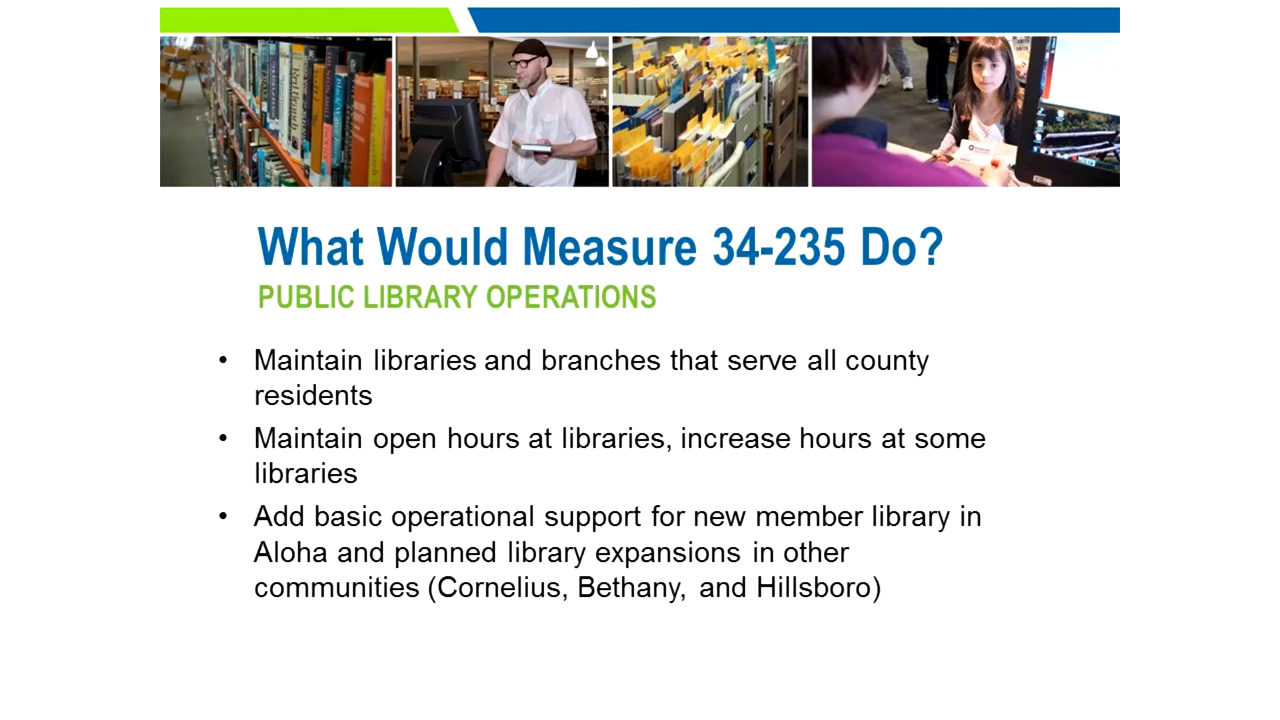 What Would Measure 34-235 Do?
PUBLIC LIBRARY OPERATIONS
• Maintain libraries and branches that serve all county
residents
• Maintain open hours at libraries, increase hours at some
libraries
• Add basic operational support for new member library in
Aloha and planned library expansions in other
communities (Cornelius, Bethany, and Hillsboro)